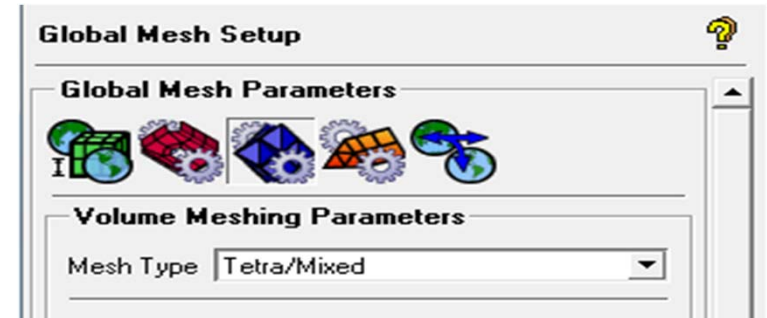 Global Mesh Setup
Global Mesh Parameters
I
Volume Meshing Parameters
Mesh Type Tetra/Mixed